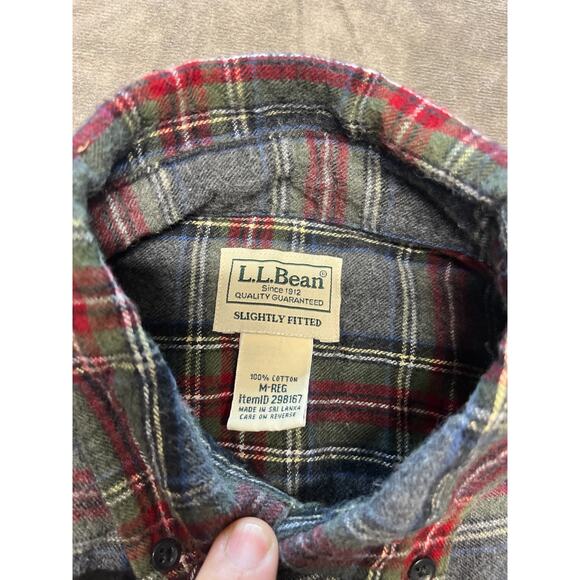 L.L.Bean®
Since 1912
QUALITY GUARANTEED
SLIGHTLY FITTED
100% COTTON
M-REG
ItemID 298167
MADE IN SRI LANKA
CARE ON REVERSE